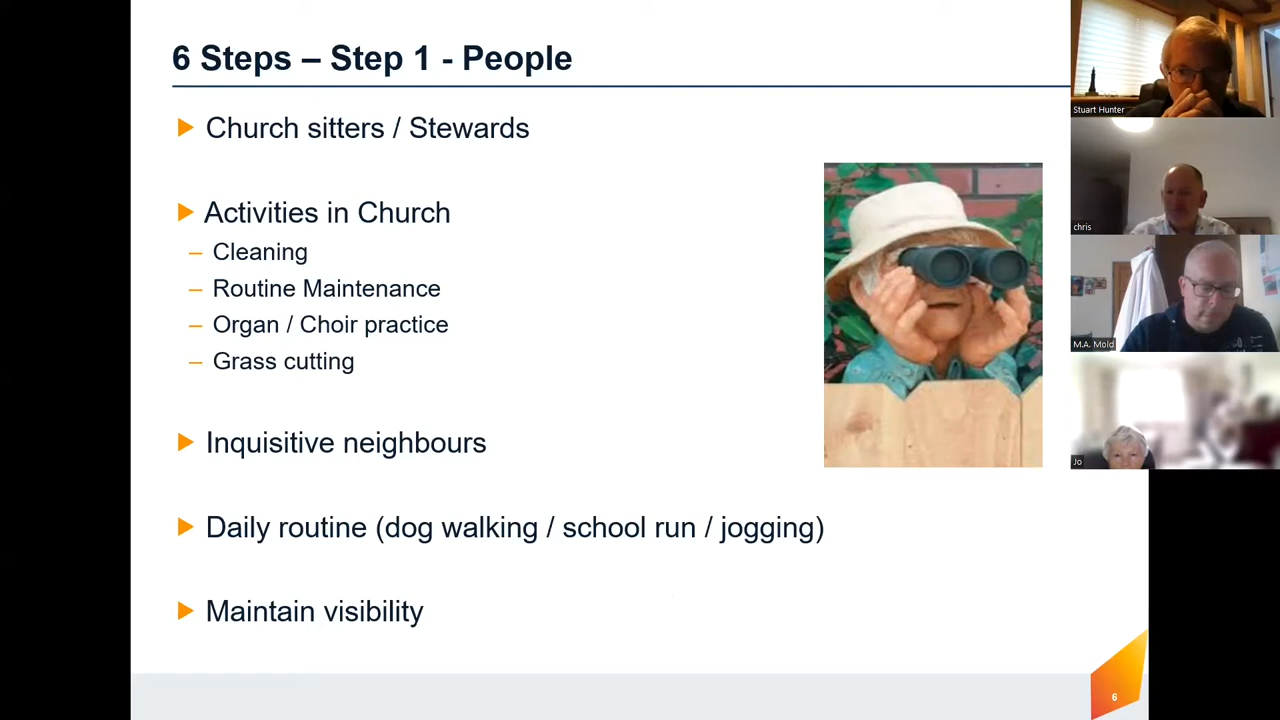 6 Steps – Step 1 - People
Church sitters / Stewards
Activities in Church
– Cleaning
– Routine Maintenance
– Organ / Choir practice
– Grass cutting
Inquisitive neighbours
Daily routine (dog walking / school run / jogging)
Maintain visibility
6
Stuart Hunter
chris
M.A. Mold
Jo